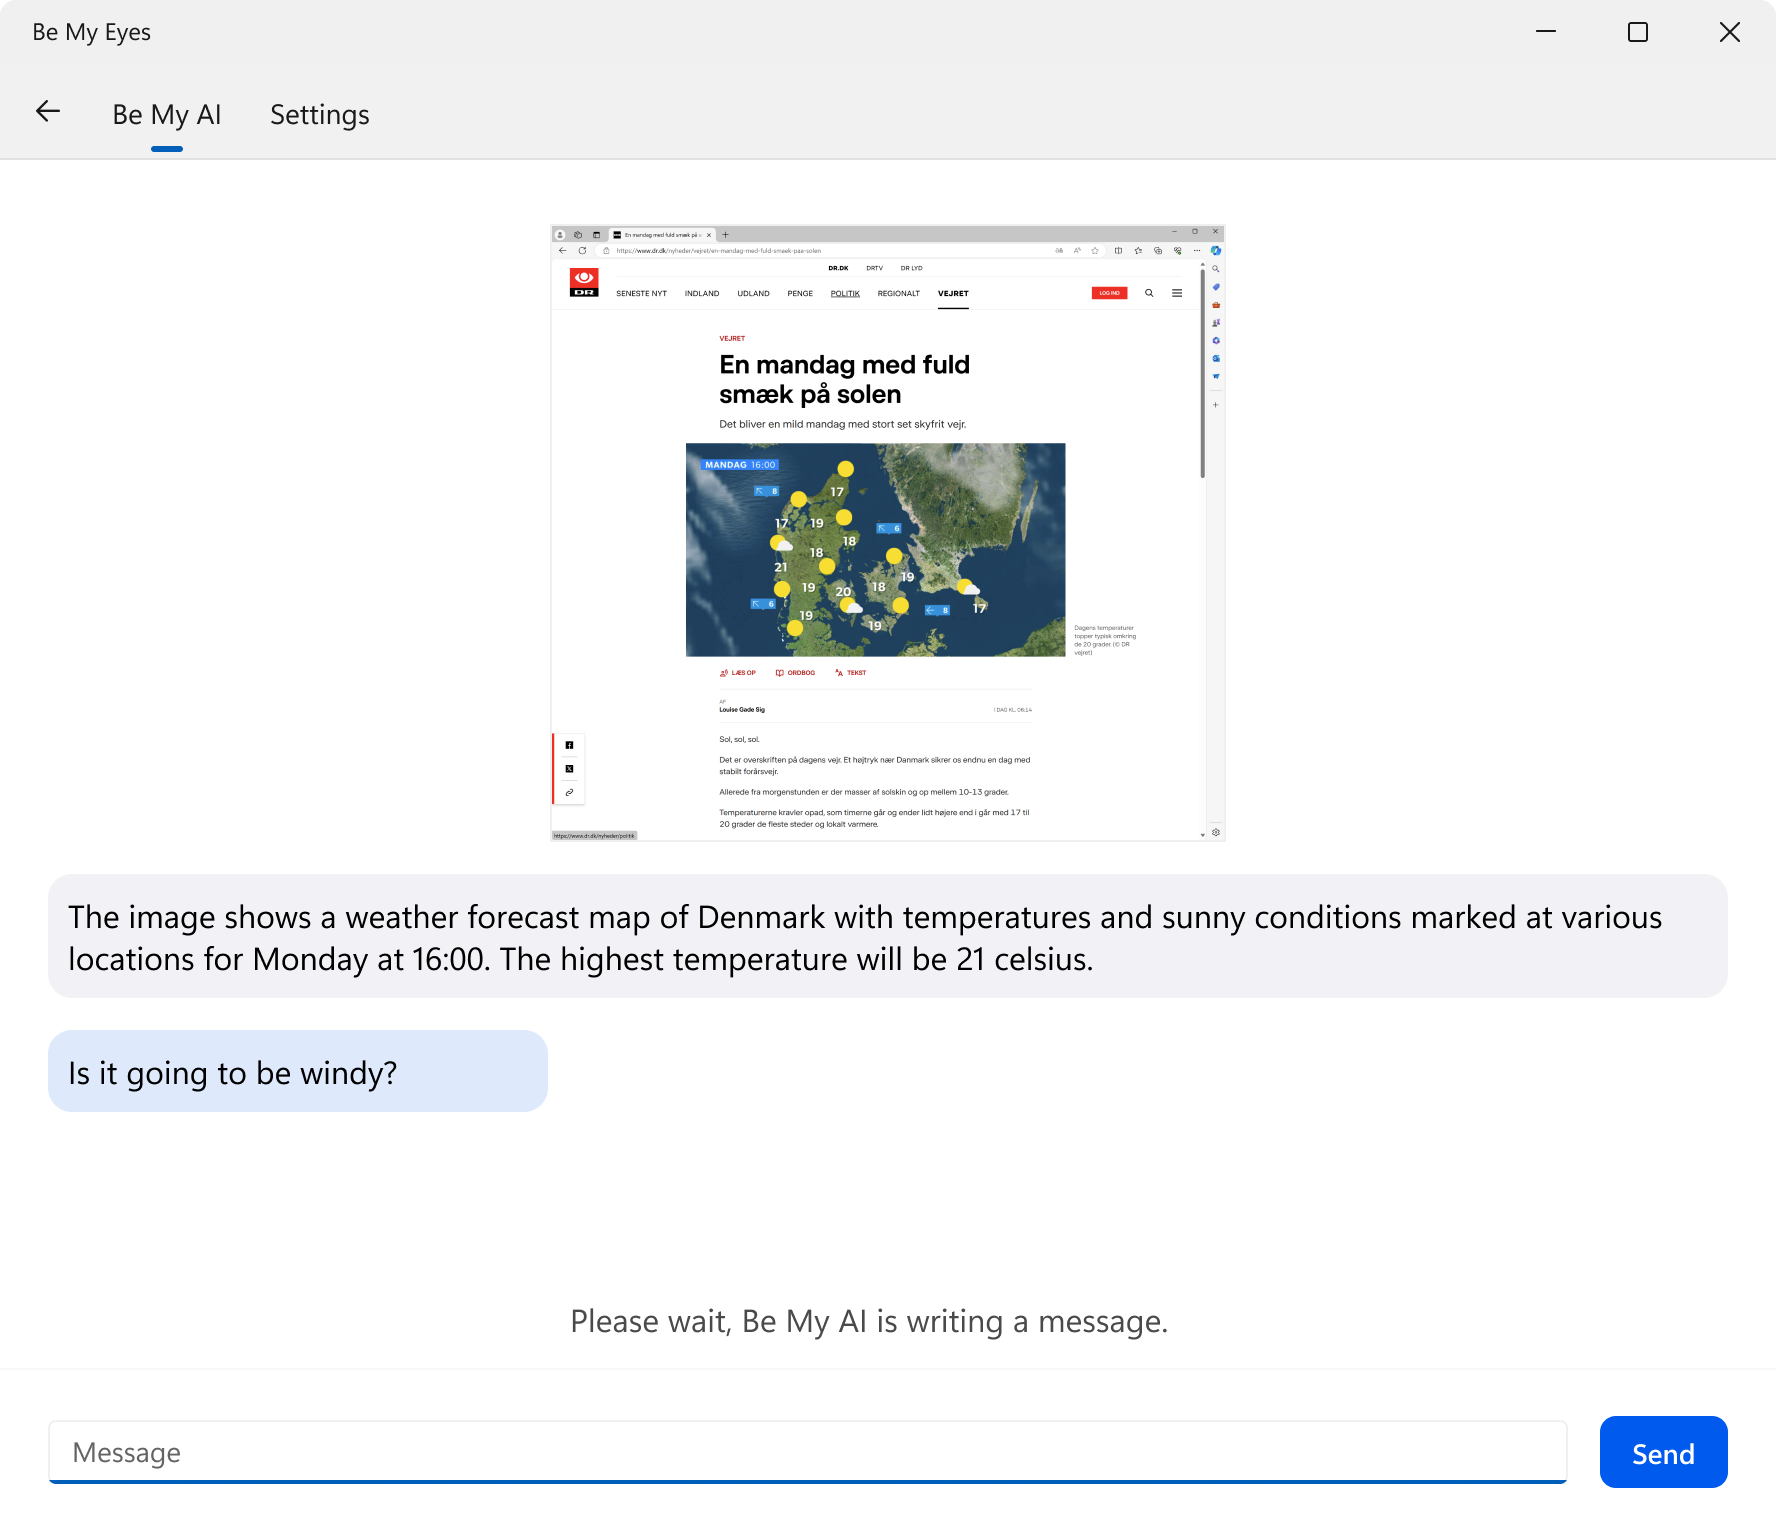 Be My Eyes
Be My AI Settings
En mandag med fuld smæk på s
https://www.dr.dk/nyheder/vejret/en-mandag-med-fuld-smaek-paa-solen
DR.DK DRTV DR LYD
DR
SENESTE NYT INDLAND UDLAND PENGE POLITIK REGIONALT VEJRET
LOG IND
VEJRET
En mandag med fuld
smæk på solen
Det bliver en mild mandag med stort set skyfrit vejr.
MANDAG 16:00
8
17
17 19
6
18
18
21
19
19 20 18
6
8
17
19
19
Dagens temperaturer
topper typisk omkring
de 20 grader. (© DR
vejret)
LÆS OP ORDBOG TEKST
AF
Louise Gade Sig
I DAG KL. 06:14
Sol, sol, sol.
Det er overskriften på dagens vejr. Et højtryk nær Danmark sikrer os endnu en dag med
stabilt forårsvejr.
Allerede fra morgenstunden er der masser af solskin og op mellem 10-13 grader.
Temperaturerne kravler opad, som timerne går og ender lidt højere end i går med 17 til
20 grader de fleste steder og lokalt varmere.
https://www.dr.dk/nyheder/politik
The image shows a weather forecast map of Denmark with temperatures and sunny conditions marked at various
locations for Monday at 16:00. The highest temperature will be 21 celsius.
Is it going to be windy?
Please wait, Be My AI is writing a message.
Message
Send